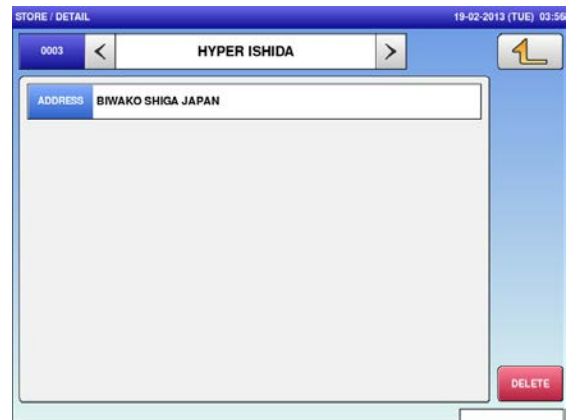 STORE / DETAIL 19-02-2013 (TUE) 03:56
0003 < HYPER ISHIDA >
ADDRESS BIWAKO SHIGA JAPAN
DELETE